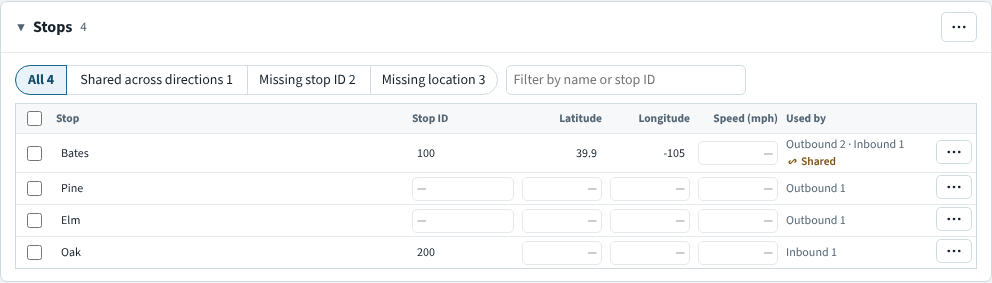 ▼ Stops 4
All 4 Shared across directions 1 Missing stop ID 2 Missing location 3 Filter by name or stop ID
Stop Stop ID Latitude Longitude Speed (mph) Used by
Bates 100 39.9 -105 — Outbound 2 · Inbound 1
Shared
Pine — — — — Outbound 1
Elm — — — — Outbound 1
Oak 200 — — — Inbound 1